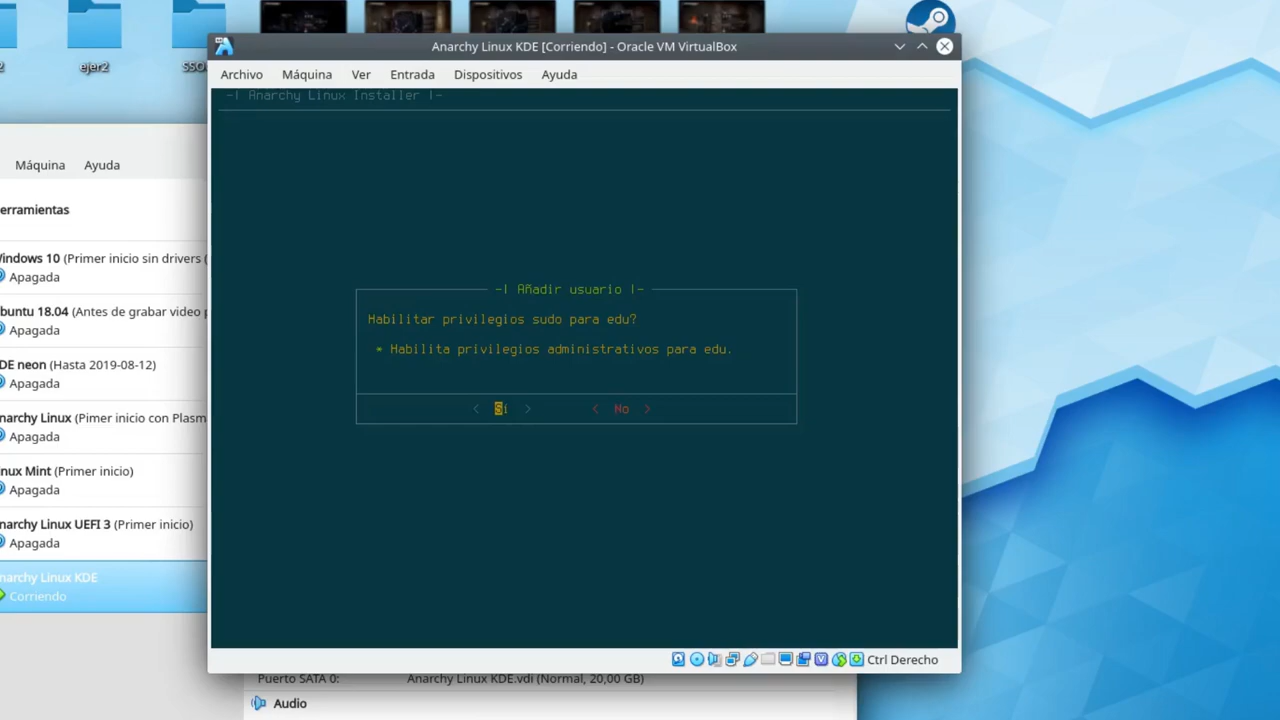 ejer2
SSO
Anarchy Linux KDE [Corriendo] - Oracle VM VirtualBox
Archivo Máquina Ver Entrada Dispositivos Ayuda
-| Anarchy Linux Installer |-
Máquina Ayuda
erramientas
Windows 10 (Primer inicio sin drivers (
Apagada
buntu 18.04 (Antes de grabar video p
Apagada
DE neon (Hasta 2019-08-12)
Apagada
narchy Linux (Pimer inicio con Plasm
Apagada
nux Mint (Primer inicio)
Apagada
narchy Linux UEFI 3 (Primer inicio)
Apagada
narchy Linux KDE
Corriendo
-| Añadir usuario |-
Habilitar privilegios sudo para edu?
* Habilita privilegios administrativos para edu.
< Si > < No >
Ctrl Derecho
Puerto SATA 0: Anarchy Linux KDE.vdi (Normal, 20,00 GB)
Audio